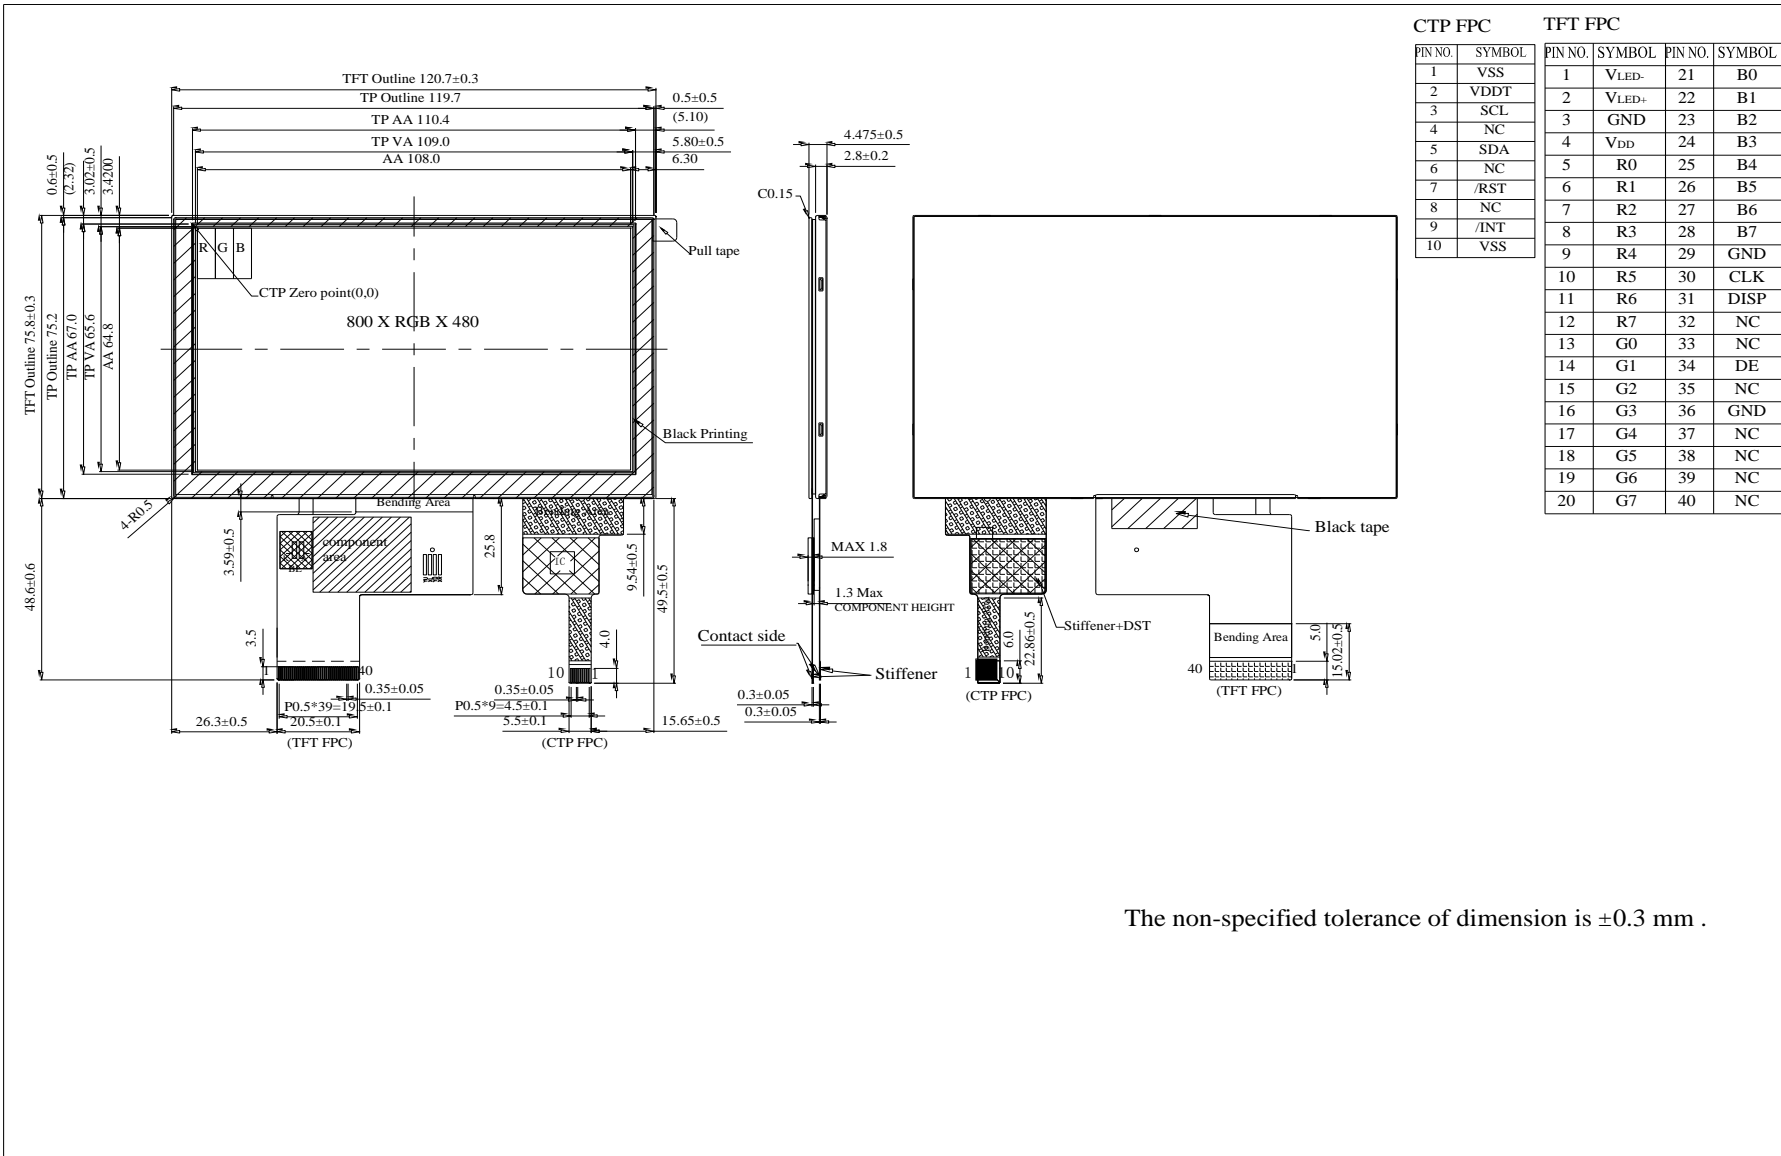 CTP FPC
PIN NO. SYMBOL
1 VSS
2 VDDT
3 SCL
4 NC
5 SDA
6 NC
7 /RST
8 NC
9 /INT
10 VSS
TFT FPC
PIN NO. SYMBOL PIN NO. SYMBOL
1 VLED- 21 B0
2 VLED+ 22 B1
3 GND 23 B2
4 VDD 24 B3
5 R0 25 B4
6 R1 26 B5
7 R2 27 B6
8 R3 28 B7
9 R4 29 GND
10 R5 30 CLK
11 R6 31 DISP
12 R7 32 NC
13 G0 33 NC
14 G1 34 DE
15 G2 35 NC
16 G3 36 GND
17 G4 37 NC
18 G5 38 NC
19 G6 39 NC
20 G7 40 NC
TFT Outline 120.7±0.3
TP Outline 119.7
0.5±0.5
TP AA 110.4
(5.10)
TP VA 109.0
5.80±0.5
AA 108.0
6.30
0.6±0.5
(2.32)
3.02±0.5
3.4200
TFT Outline 75.8±0.3
TP Outline 75.2
TP AA 67.0
TP VA 65.6
AA 64.8
R G B
CTP Zero point(0,0)
800 X RGB X 480
Pull tape
Black Printing
4-R0.5
48.6±0.6
3.59±0.5
3.5
Bending Area
component
area
25.8
IC
9.54±0.5
49.5±0.5
4.0
1
40
10
1
0.35±0.05
P0.5*39=19.5±0.1
26.3±0.5
20.5±0.1
(TFT FPC)
0.35±0.05
P0.5*9=4.5±0.1
5.5±0.1
15.65±0.5
(CTP FPC)
4.475±0.5
2.8±0.2
C0.15
MAX 1.8
1.3 Max
COMPONENT HEIGHT
Contact side
Stiffener
0.3±0.05
0.3±0.05
Stiffener+DST
6.0
22.86±0.5
1
10
(CTP FPC)
Black tape
Bending Area
5.0
15.02±0.5
40
1
(TFT FPC)
The non-specified tolerance of dimension is ±0.3 mm .